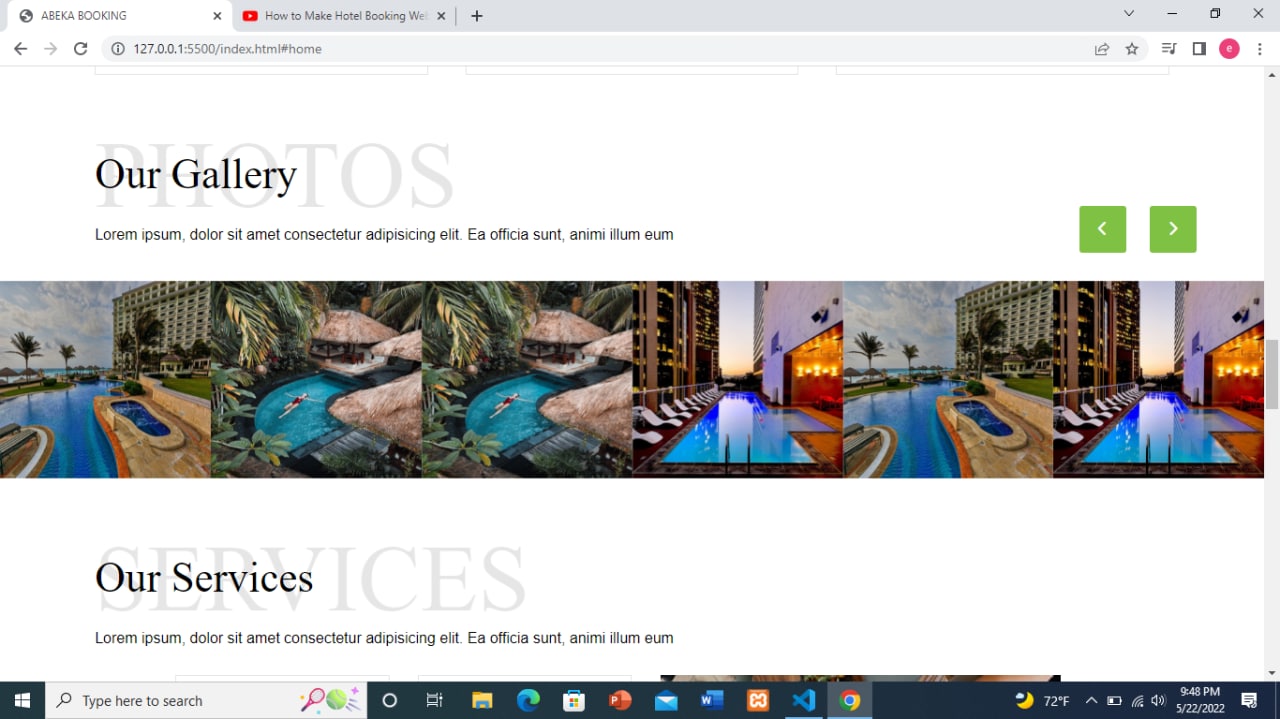 ABEKA BOOKING
How to Make Hotel Booking Web
127.0.0.1:5500/index.html#home
e
PHOTOS
Our Gallery
Lorem ipsum, dolor sit amet consectetur adipisicing elit. Ea officia sunt, animi illum eum
SERVICES
Our Services
Lorem ipsum, dolor sit amet consectetur adipisicing elit. Ea officia sunt, animi illum eum
Type here to search
72°F
9:48 PM
5/22/2022